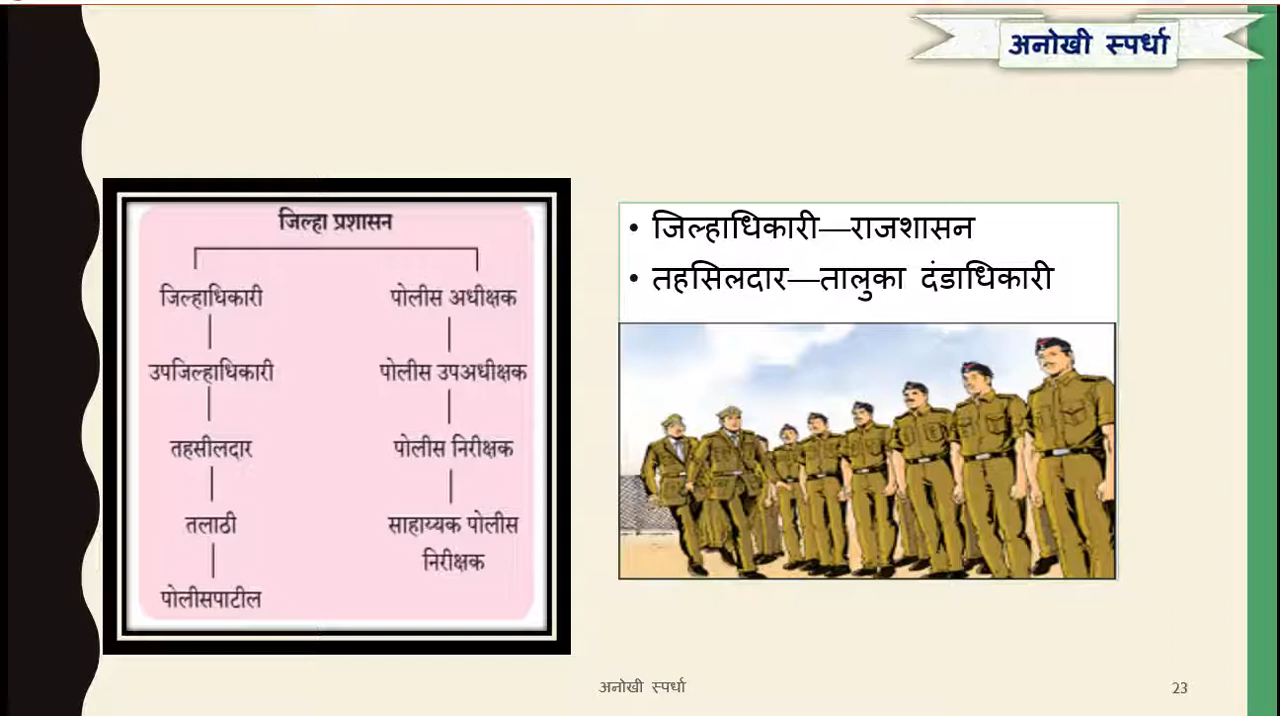 अनोखी स्पर्धा
जिल्हा प्रशासन
जिल्हाधिकारी
पोलीस अधीक्षक
उपजिल्हाधिकारी
पोलीस उपअधीक्षक
तहसीलदार
पोलीस निरीक्षक
तलाठी
साहाय्यक पोलीस
निरीक्षक
पोलीसपाटील
• जिल्हाधिकारी—राजशासन
• तहसिलदार—तालुका दंडाधिकारी
अनोखी स्पर्धा
23